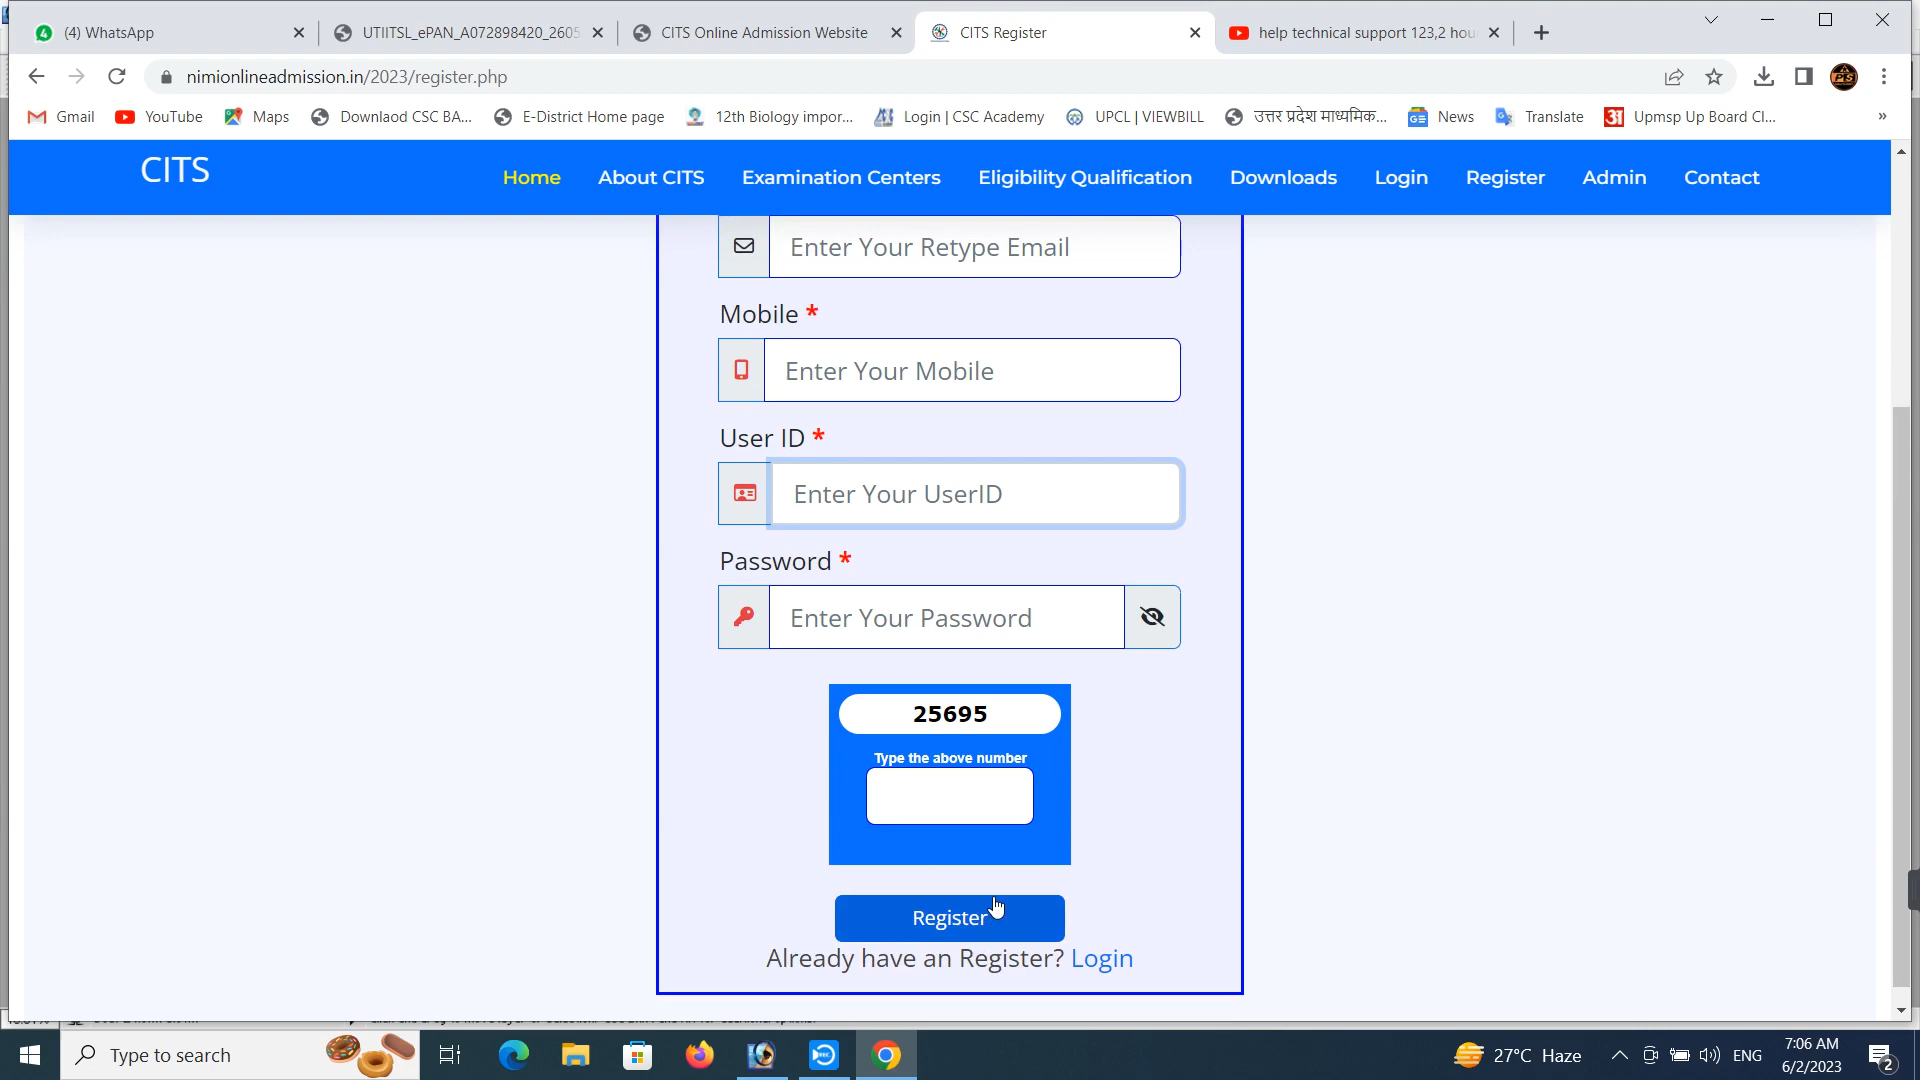 (4) WhatsApp
UTIITSL_ePAN_A072898420_2605
CITS Online Admission Website
CITS Register
help technical support 123,2 hou
nimionlineadmission.in/2023/register.php
Gmail
YouTube
Maps
Downlaod CSC BA...
E-District Home page
12th Biology impor...
Login | CSC Academy
UPCL | VIEWBILL
उत्तर प्रदेश माध्यमिक...
News
Translate
Upmsp Up Board Cl...
»
CITS
Home
About CITS
Examination Centers
Eligibility Qualification
Downloads
Login
Register
Admin
Contact
Enter Your Retype Email
Mobile *
Enter Your Mobile
User ID *
Enter Your UserID
Password *
Enter Your Password
25695
Type the above number
Register
Already have an Register? Login
Type to search
27°C Haze
ENG
7:06 AM
6/2/2023
2